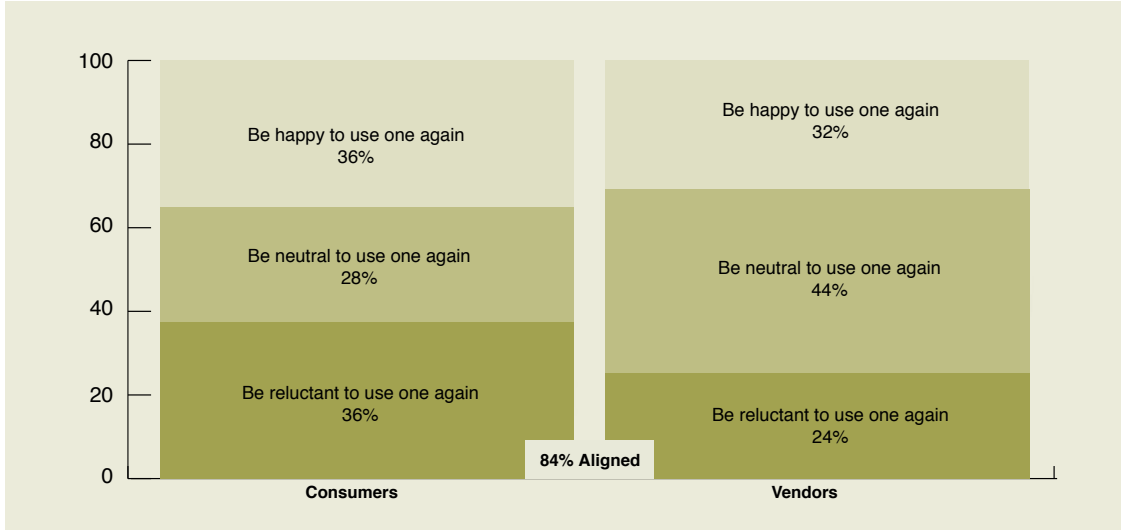 100
80
60
40
20
0
Be happy to use one again
36%
Be neutral to use one again
28%
Be reluctant to use one again
36%
Be happy to use one again
32%
Be neutral to use one again
44%
Be reluctant to use one again
24%
84% Aligned
Consumers
Vendors